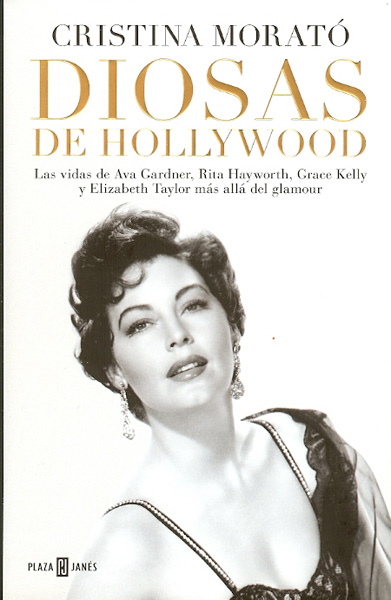 CRISTINA MORATÓ
DIOSAS
DE HOLLYWOOD
Las vidas de Ava Gardner, Rita Hayworth, Grace Kelly
y Elizabeth Taylor más allá del glamour
PLAZA JANÉS